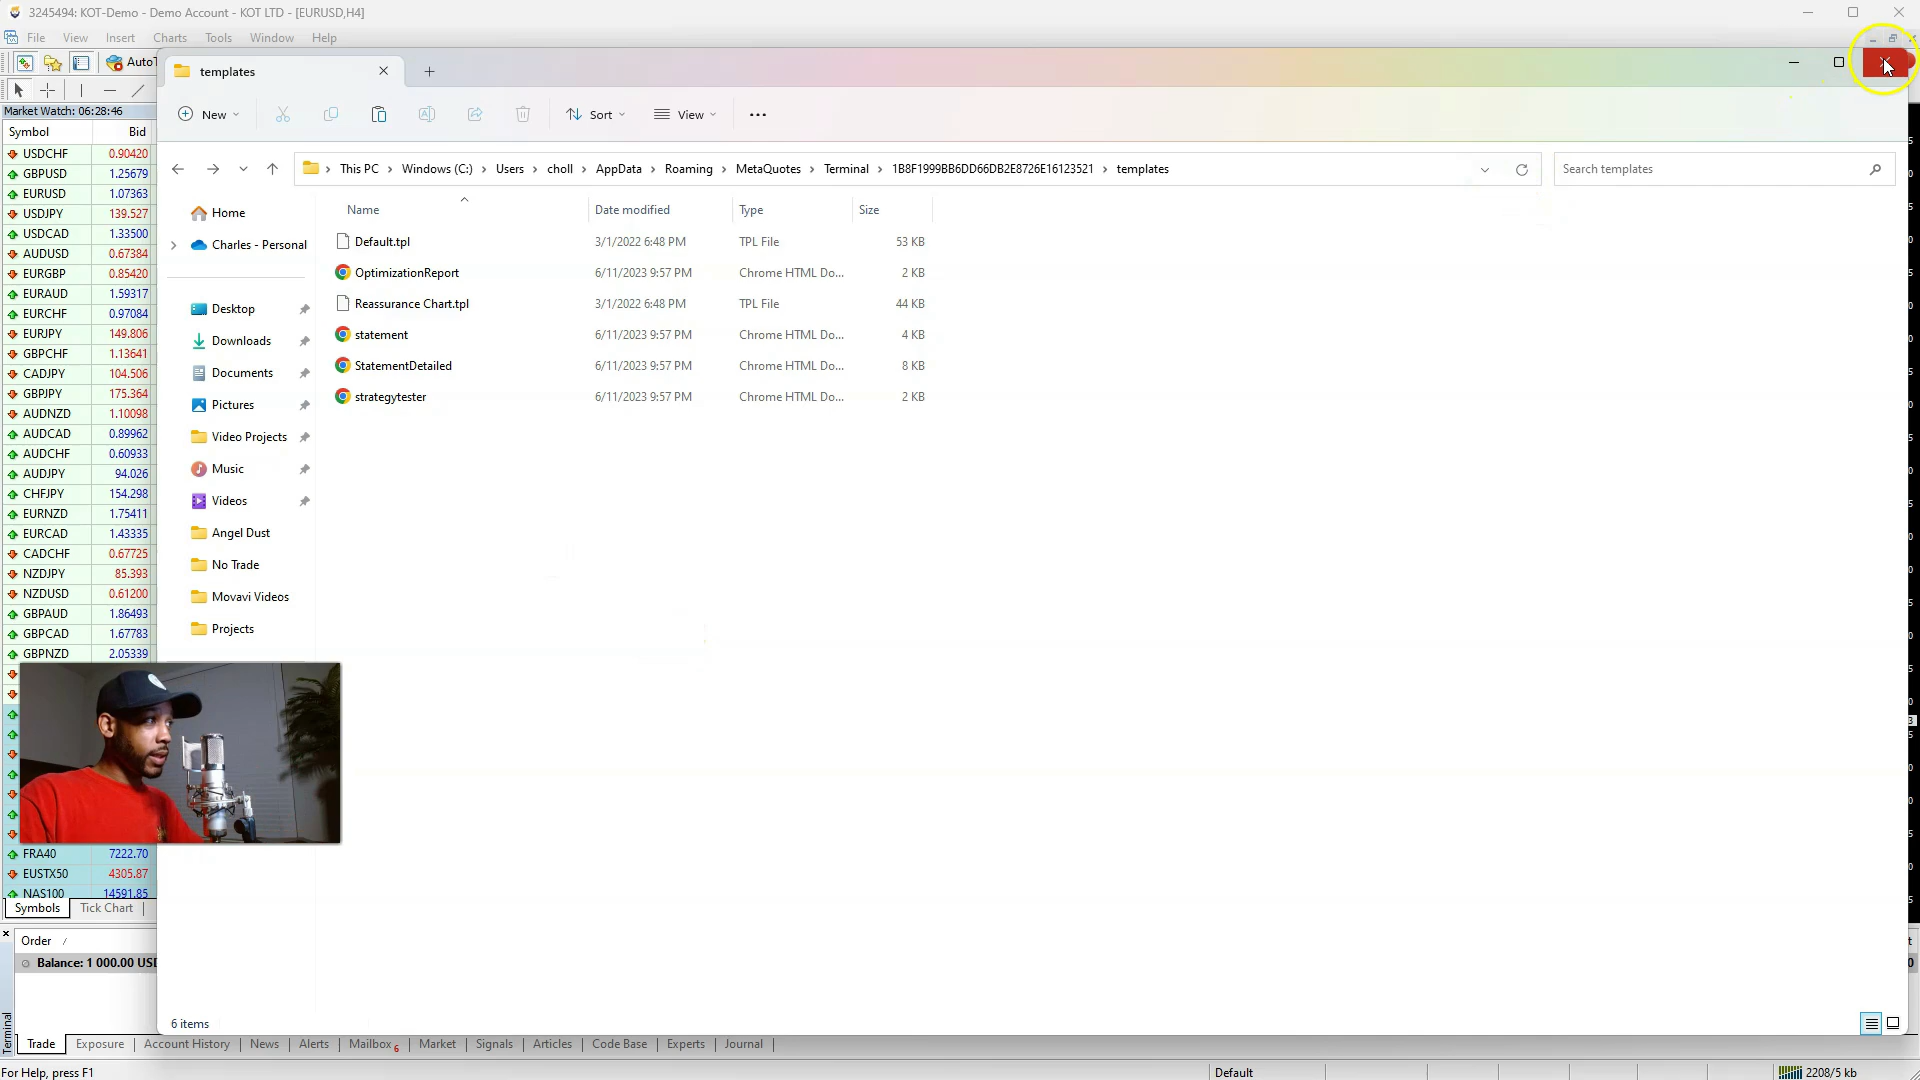 3245494: KOT-Demo - Demo Account - KOT LTD - [EURUSD,H4]
File View Insert Charts Tools Window Help
templates
AutoT
New Sort View
Market Watch: 06:28:46
Symbol Bid
This PC Windows (C:) Users choll AppData Roaming MetaQuotes Terminal 1B8F1999BB6DD66DB2E8726E16123521 templates
Search templates
Name Date modified Type Size
Default.tpl 3/1/2022 6:48 PM TPL File 53 KB
OptimizationReport 6/11/2023 9:57 PM Chrome HTML Do... 2 KB
Reassurance Chart.tpl 3/1/2022 6:48 PM TPL File 44 KB
statement 6/11/2023 9:57 PM Chrome HTML Do... 4 KB
StatementDetailed 6/11/2023 9:57 PM Chrome HTML Do... 8 KB
strategytester 6/11/2023 9:57 PM Chrome HTML Do... 2 KB
Home
Charles - Personal
Desktop
Downloads
Documents
Pictures
Video Projects
Music
Videos
Angel Dust
No Trade
Movavi Videos
Projects
USDCHF 0.90420
GBPUSD 1.25679
EURUSD 1.07363
USDJPY 139.527
USDCAD 1.33500
AUDUSD 0.67384
EURGBP 0.85420
EURAUD 1.59317
EURCHF 0.97084
EURJPY 149.806
GBPCHF 1.13641
CADJPY 104.506
GBPJPY 175.364
AUDNZD 1.10098
AUDCAD 0.89962
AUDCHF 0.60933
AUDJPY 94.026
CHFJPY 154.298
EURNZD 1.75411
EURCAD 1.43335
CADCHF 0.67725
NZDJPY 85.393
NZDUSD 0.61200
GBPAUD 1.86493
GBPCAD 1.67783
GBPNZD 2.05339
FRA40 7222.70
EUSTX50 4305.87
NAS100 14591.85
Symbols Tick Chart
Order /
Balance: 1 000.00 USD
6 items
Terminal
Trade Exposure Account History News Alerts Mailbox 6 Market Signals Articles Code Base Experts Journal
For Help, press F1
Default
2208/5 kb